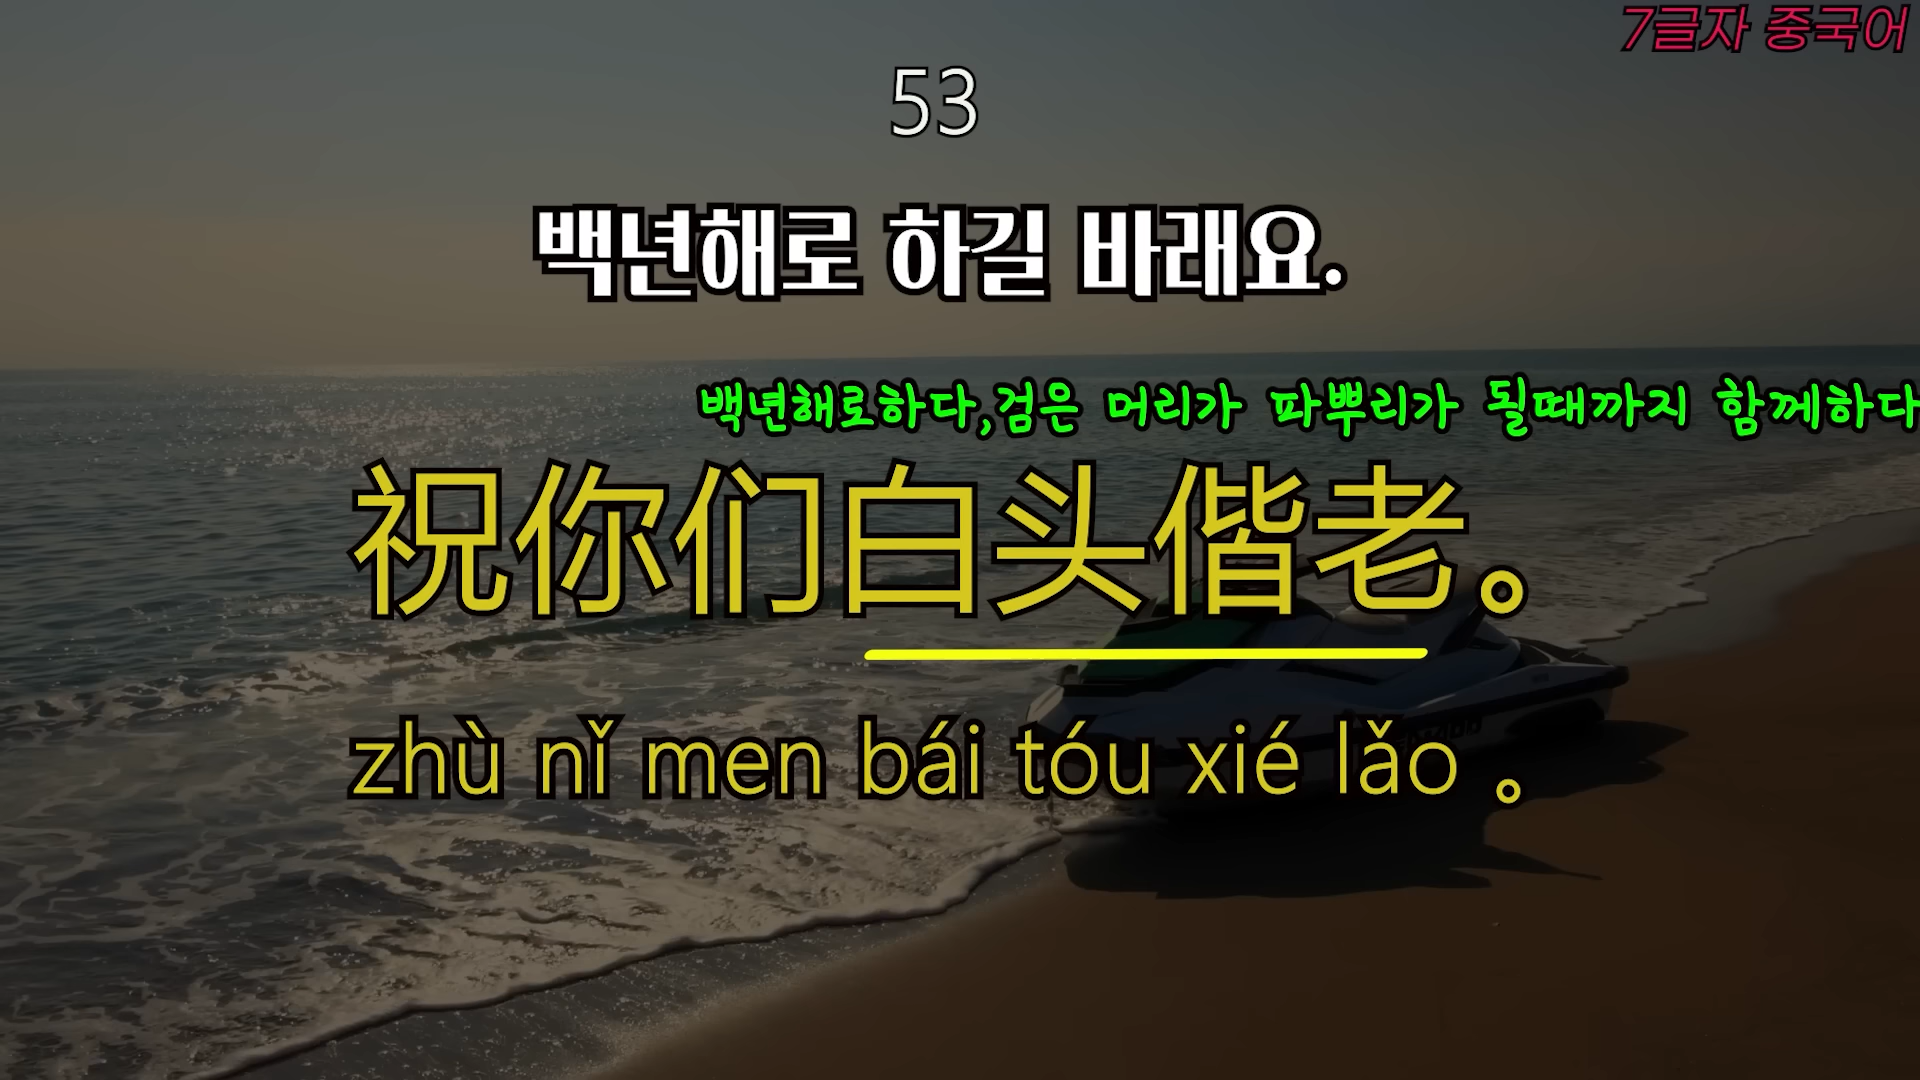 7글자 중국어
53
백년해로 하길 바래요.
백년해로하다,검은 머리가 파뿌리가 될때까지 함께하다
祝你们白头偕老。
zhù nǐ men bái tóu xié lǎo 。